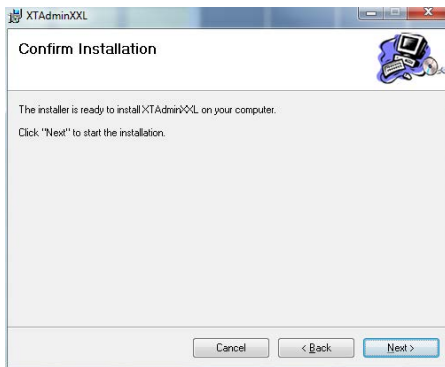 XTAdminXXL
Confirm Installation
The installer is ready to install XTAdminXXL on your computer.
Click "Next" to start the installation.
Cancel
< Back
Next >